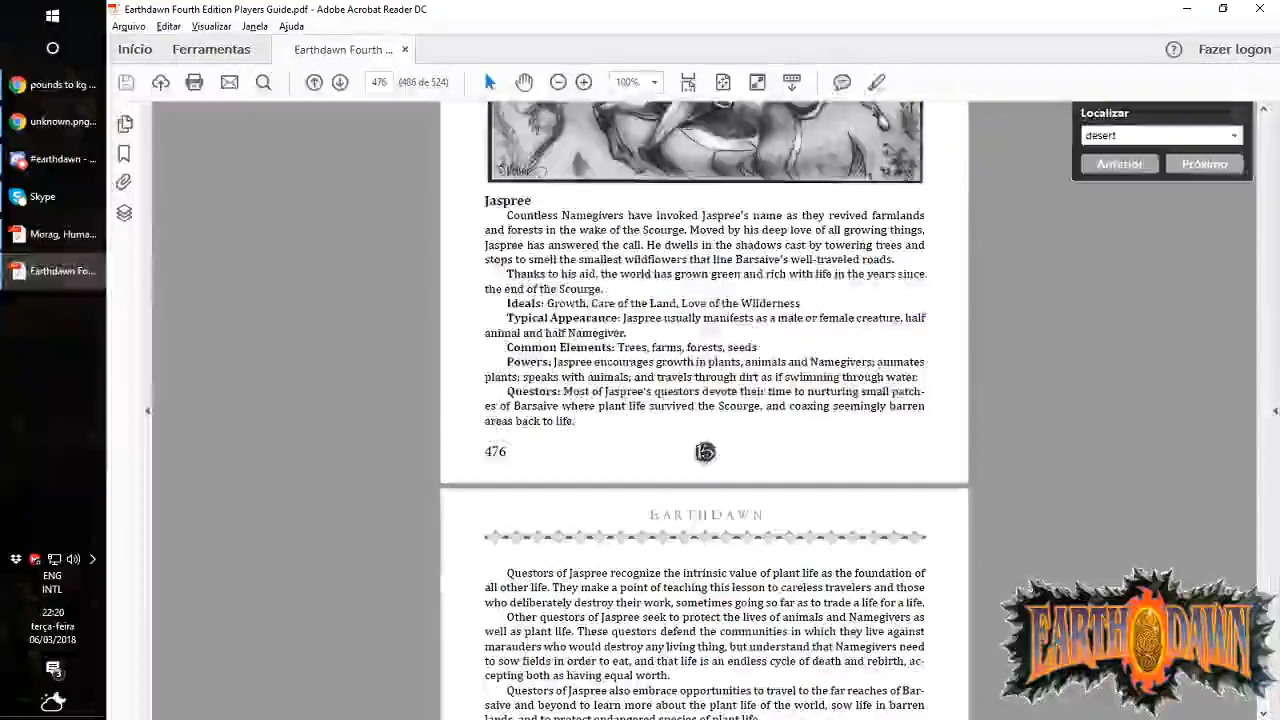 Earthdawn Fourth Edition Players Guide.pdf - Adobe Acrobat Reader DC
Arquivo Editar Visualizar Janela Ajuda
Início Ferramentas Earthdawn Fourth ... × Fazer logon
476 (486 de 524) 100%
Localizar
desert
Anterior Próximo
pounds to kg ...
unknown.png...
#earthdawn - ...
Skype
Morag, Huma...
Earthdawn Fo...
Jaspree
Countless Namegivers have invoked Jaspree's name as they revived farmlands
and forests in the wake of the Scourge. Moved by his deep love of all growing things,
Jaspree has answered the call. He dwells in the shadows cast by towering trees and
stops to smell the smallest wildflowers that line Barsaive's well-traveled roads.
Thanks to his aid, the world has grown green and rich with life in the years since
the end of the Scourge.
Ideals: Growth, Care of the Land, Love of the Wilderness
Typical Appearance: Jaspree usually manifests as a male or female creature, half
animal and half Namegiver.
Common Elements: Trees, farms, forests, seeds
Powers: Jaspree encourages growth in plants, animals and Namegivers; animates
plants; speaks with animals, and travels through dirt as if swimming through water.
Questors: Most of Jaspree's questors devote their time to nurturing small patch-
es of Barsaive where plant life survived the Scourge, and coaxing seemingly barren
areas back to life.
476 15
EARTHDAWN
Questors of Jaspree recognize the intrinsic value of plant life as the foundation of
all other life. They make a point of teaching this lesson to careless travelers and those
who deliberately destroy their work, sometimes going so far as to trade a life for a life.
Other questors of Jaspree seek to protect the lives of animals and Namegivers as
well as plant life. These questors defend the communities in which they live against
marauders who would destroy any living thing, but understand that Namegivers need
to sow fields in order to eat, and that life is an endless cycle of death and rebirth, ac-
cepting both as having equal worth.
Questors of Jaspree also embrace opportunities to travel to the far reaches of Bar-
saive and beyond to learn more about the plant life of the world, sow life in barren
lands, and to protect endangered species of plant life.
ENG
INTL
22:20
terça-feira
06/03/2018
3
EARTHDAWN